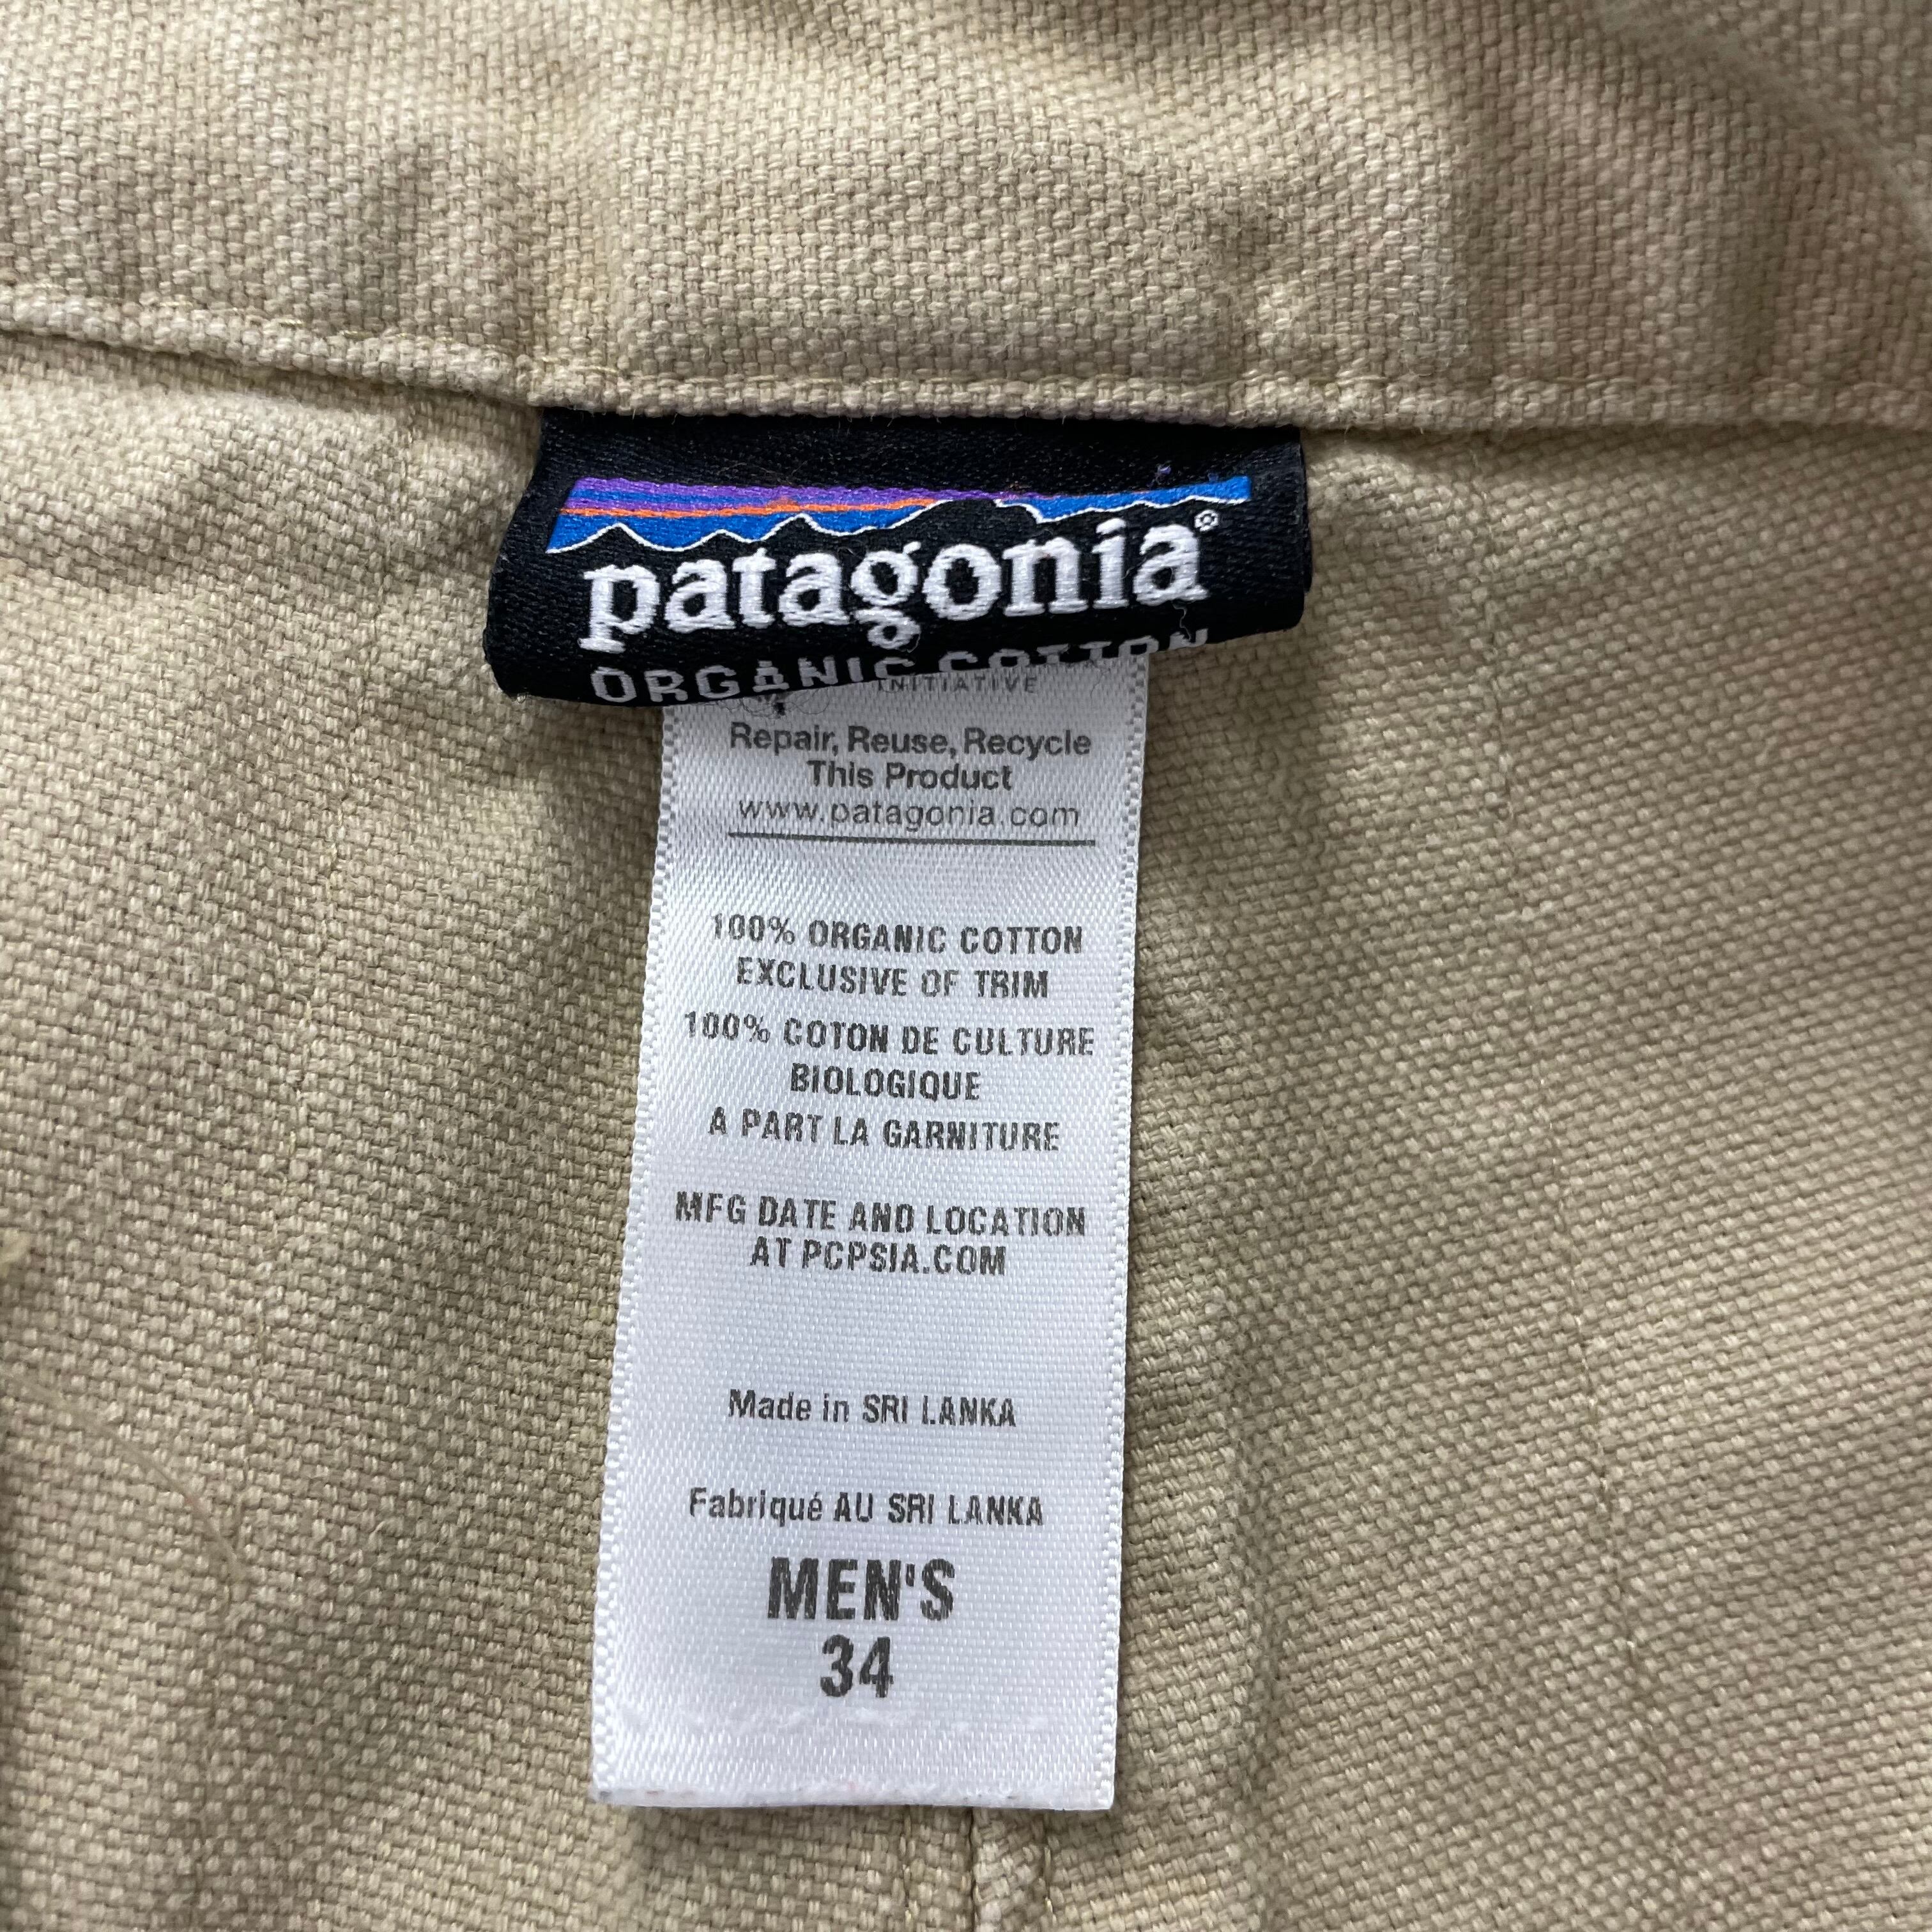 patagonia®
ORGANIC COTTON
INITIATIVE
Repair, Reuse, Recycle
This Product
www.patagonia.com
100% ORGANIC COTTON
EXCLUSIVE OF TRIM
100% COTON DE CULTURE
BIOLOGIQUE
A PART LA GARNITURE
MFG DATE AND LOCATION
AT PCPSIA.COM
Made in SRI LANKA
Fabriqué AU SRI LANKA
MEN'S
34